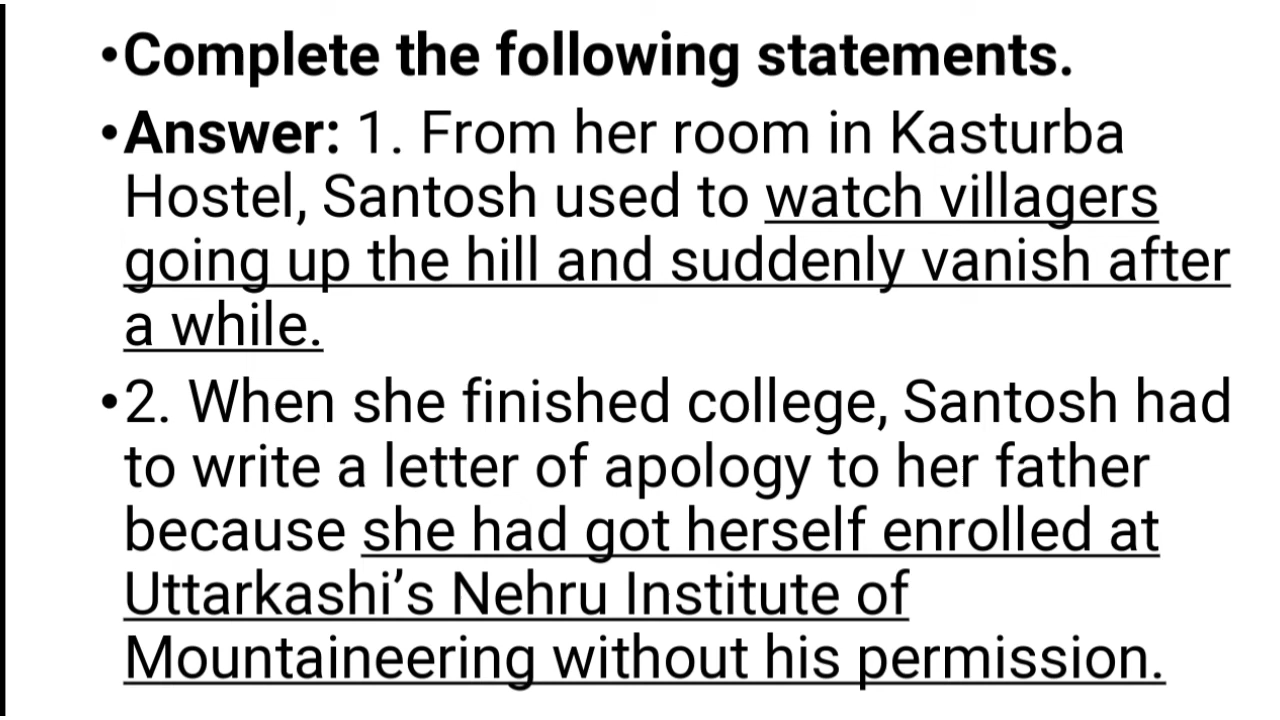 •Complete the following statements.
•Answer: 1. From her room in Kasturba
Hostel, Santosh used to watch villagers
going up the hill and suddenly vanish after
a while.
•2. When she finished college, Santosh had
to write a letter of apology to her father
because she had got herself enrolled at
Uttarkashi’s Nehru Institute of
Mountaineering without his permission.